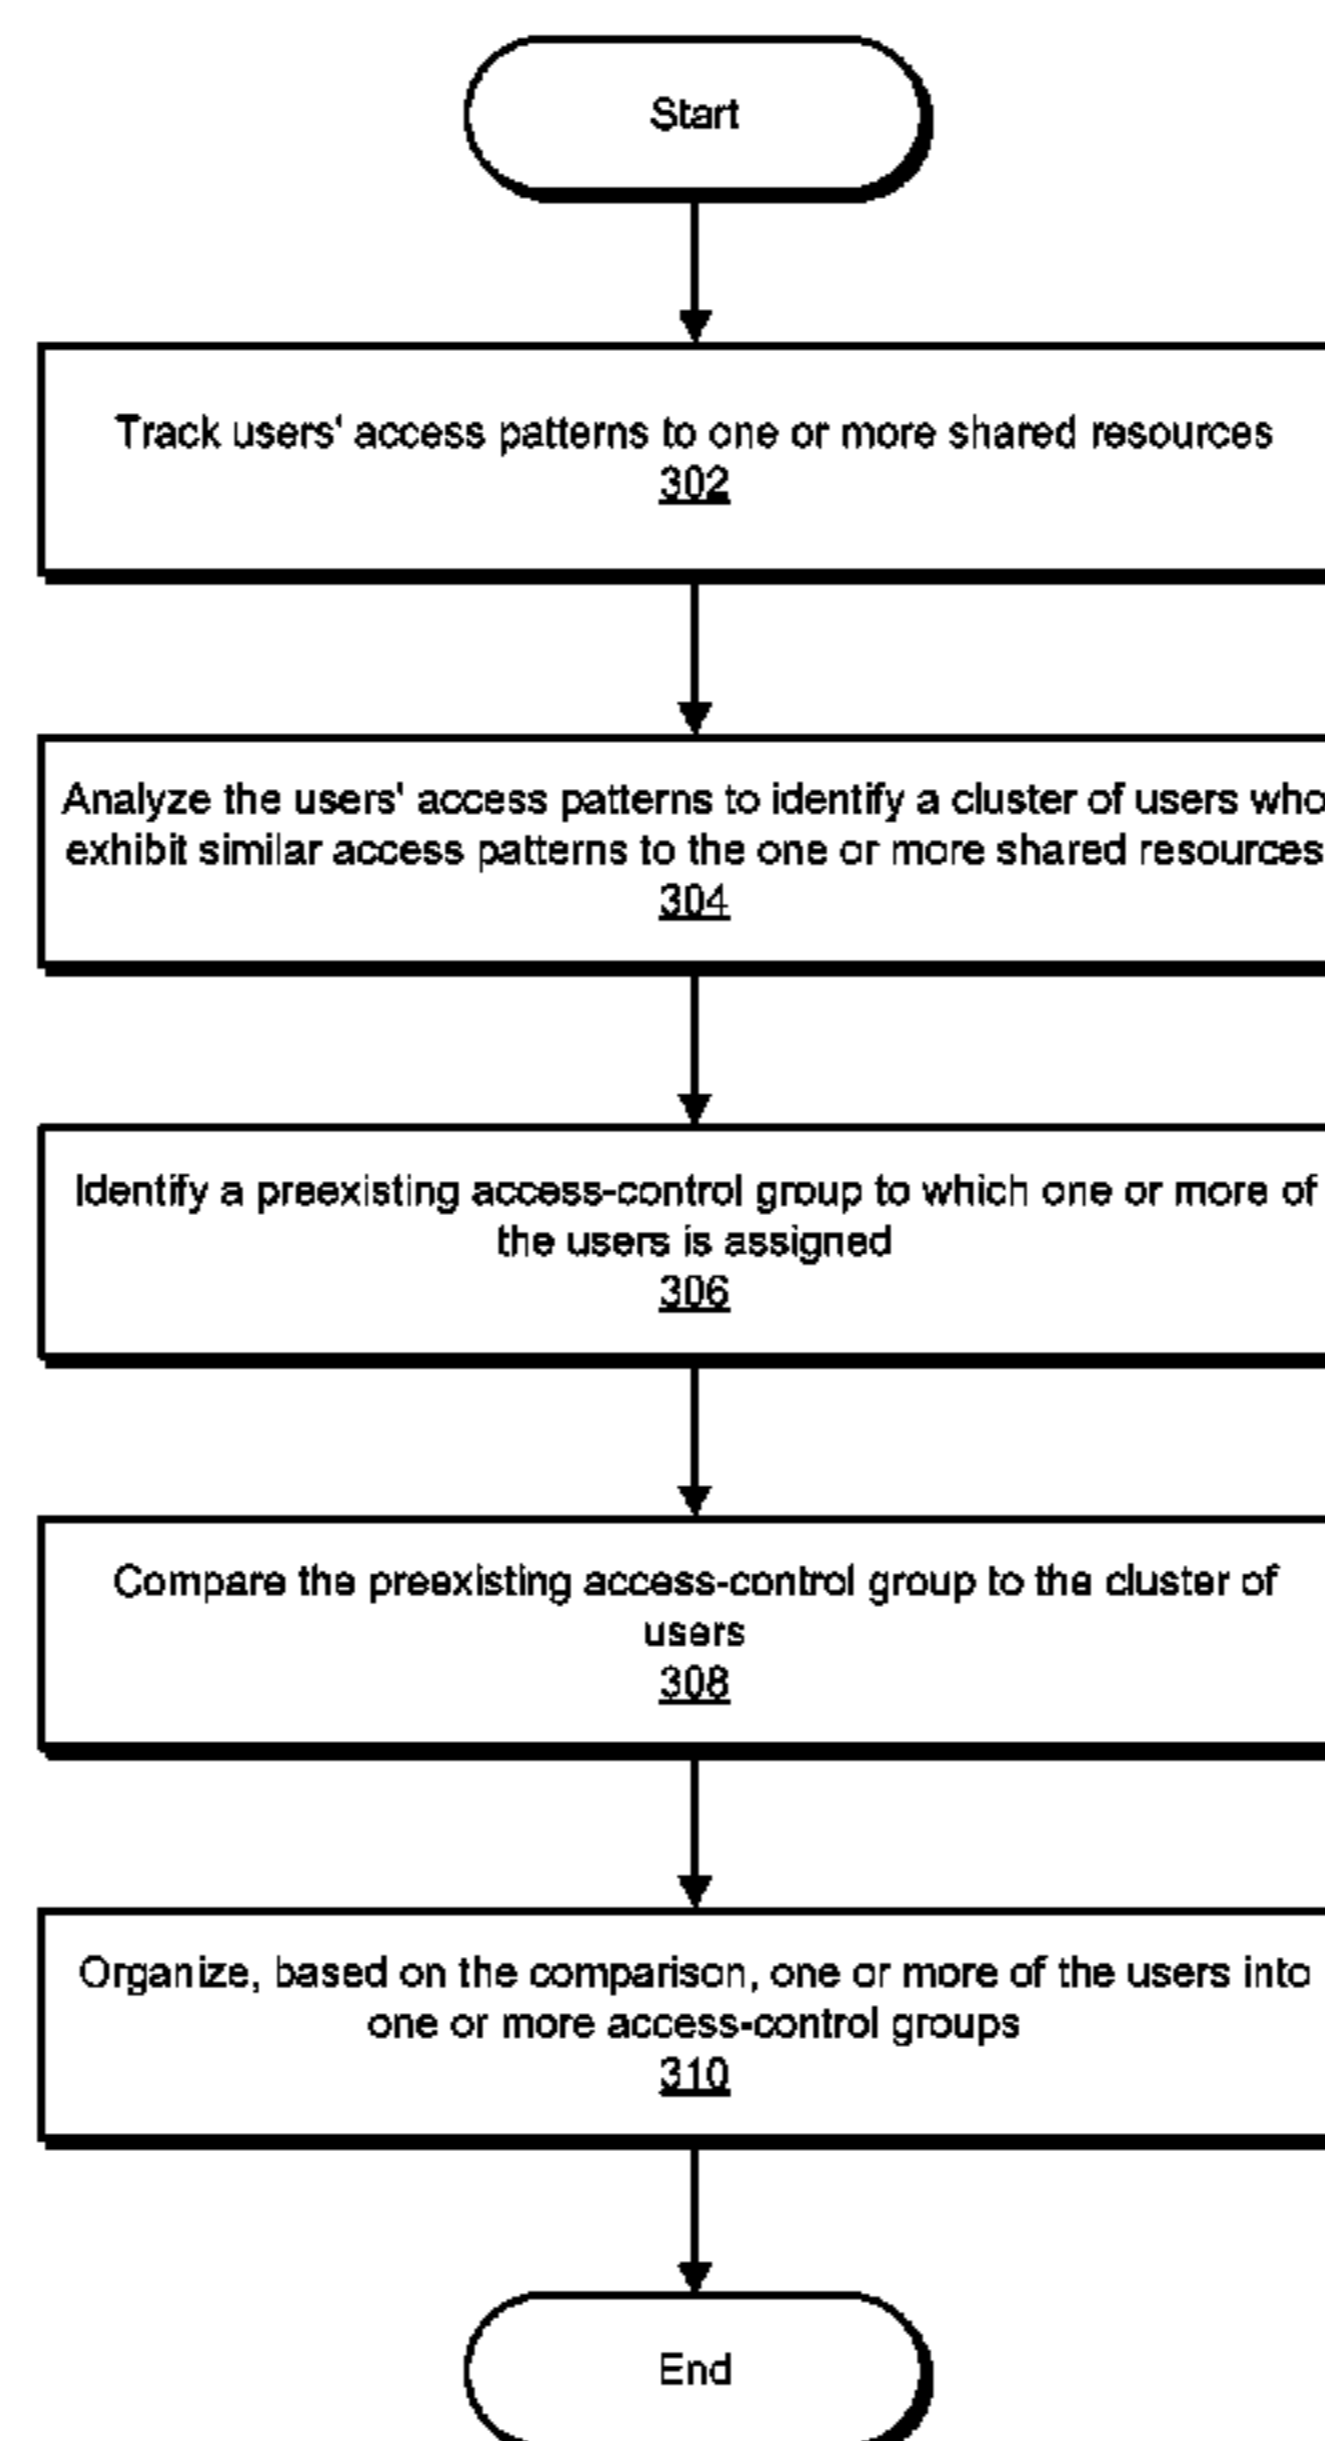 Start
Track users' access patterns to one or more shared resources
302
Analyze the users' access patterns to identify a cluster of users who
exhibit similar access patterns to the one or more shared resources
304
Identify a preexisting access-control group to which one or more of
the users is assigned
306
Compare the preexisting access-control group to the cluster of
users
308
Organize, based on the comparison, one or more of the users into
one or more access-control groups
310
End